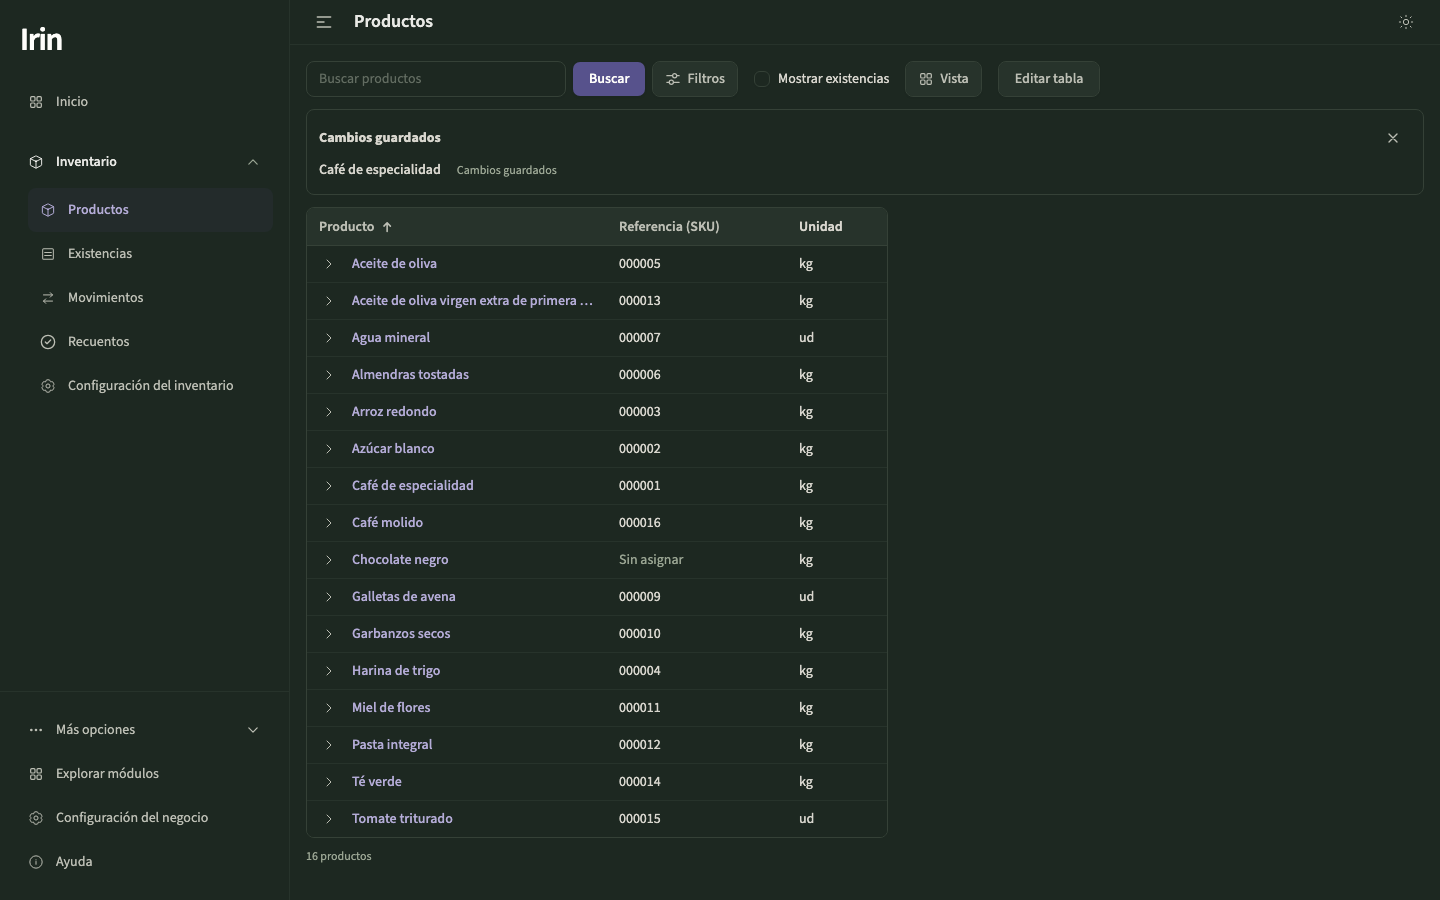 Irin
Productos
Inicio
Inventario
Productos
Existencias
Movimientos
Recuentos
Configuración del inventario
Más opciones
Explorar módulos
Configuración del negocio
Ayuda
Buscar productos Buscar Filtros Mostrar existencias Vista Editar tabla
Cambios guardados
Café de especialidad Cambios guardados
Producto Referencia (SKU) Unidad
Aceite de oliva 000005 kg
Aceite de oliva virgen extra de primera … 000013 kg
Agua mineral 000007 ud
Almendras tostadas 000006 kg
Arroz redondo 000003 kg
Azúcar blanco 000002 kg
Café de especialidad 000001 kg
Café molido 000016 kg
Chocolate negro Sin asignar kg
Galletas de avena 000009 ud
Garbanzos secos 000010 kg
Harina de trigo 000004 kg
Miel de flores 000011 kg
Pasta integral 000012 kg
Té verde 000014 kg
Tomate triturado 000015 ud
16 productos